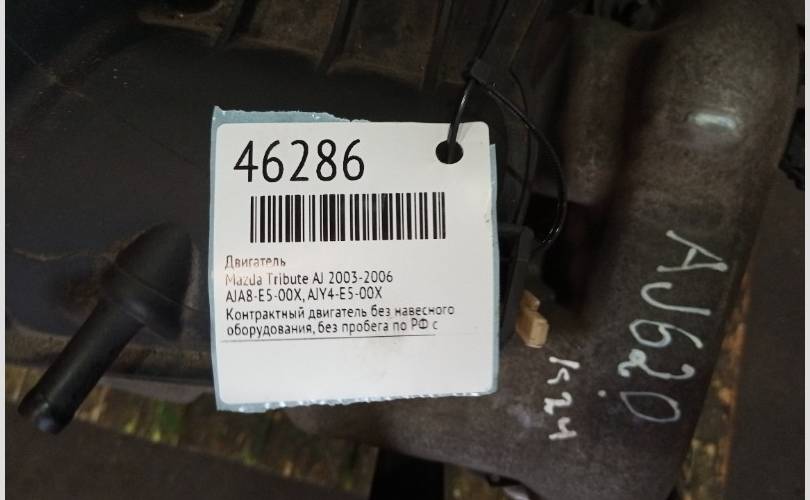 46286
Двигатель
Mazda Tribute AJ 2003-2006
AJA8-E5-00X, AJY4-E5-00X
Контрактный двигатель без навесного
оборудования, без пробега по РФ с
AJ620